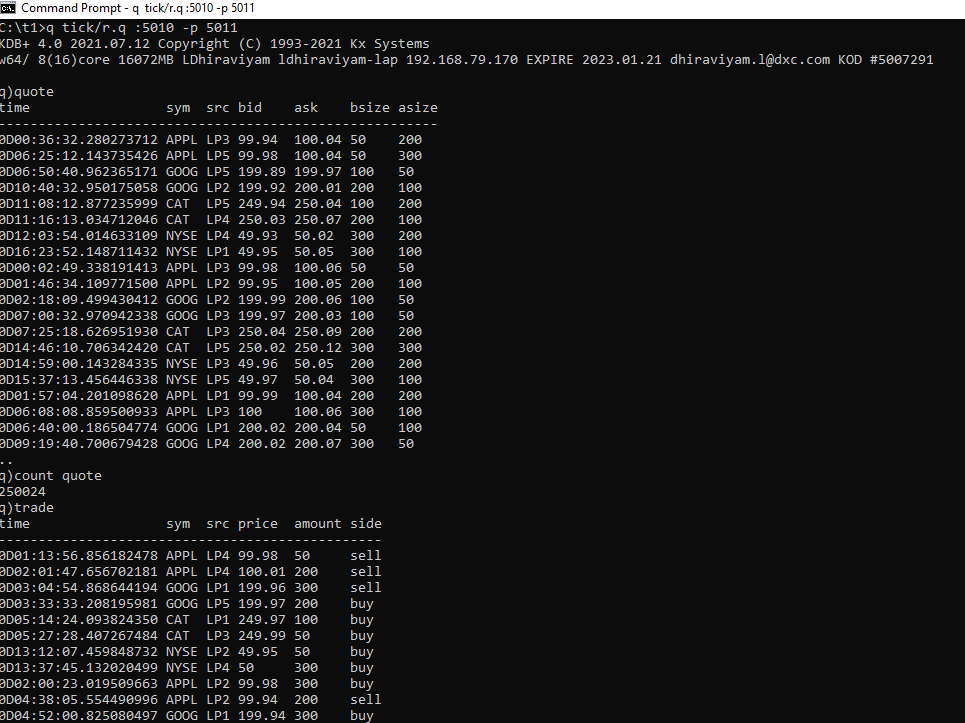 Command Prompt - q tick/r.q :5010 -p 5011
C:\t1>q tick/r.q :5010 -p 5011
KDB+ 4.0 2021.07.12 Copyright (C) 1993-2021 Kx Systems
w64/ 8(16)core 16072MB LDhiraviyam ldhiraviyam-lap 192.168.79.170 EXPIRE 2023.01.21 dhiraviyam.l@dxc.com KOD #5007291
q)quote
time sym src bid ask bsize asize
-------------------------------------------------------
0D00:36:32.280273712 APPL LP3 99.94 100.04 50 200
0D06:25:12.143735426 APPL LP5 99.98 100.04 50 300
0D06:50:40.962365171 GOOG LP5 199.89 199.97 100 50
0D10:40:32.950175058 GOOG LP2 199.92 200.01 200 100
0D11:08:12.877235999 CAT LP5 249.94 250.04 100 200
0D11:16:13.034712046 CAT LP4 250.03 250.07 200 100
0D12:03:54.014633109 NYSE LP4 49.93 50.02 300 200
0D16:23:52.148711432 NYSE LP1 49.95 50.05 300 100
0D00:02:49.338191413 APPL LP3 99.98 100.06 50 50
0D01:46:34.109771500 APPL LP2 99.95 100.05 200 100
0D02:18:09.499430412 GOOG LP2 199.99 200.06 100 50
0D07:00:32.970942338 GOOG LP3 199.97 200.03 100 50
0D07:25:18.626951930 CAT LP3 250.04 250.09 200 200
0D14:46:10.706342420 CAT LP5 250.02 250.12 300 300
0D14:59:00.143284335 NYSE LP3 49.96 50.05 200 200
0D15:37:13.456446338 NYSE LP5 49.97 50.04 300 100
0D01:57:04.201098620 APPL LP1 99.99 100.04 200 200
0D06:08:08.859500933 APPL LP3 100 100.06 300 100
0D06:40:00.186504774 GOOG LP1 200.02 200.04 50 100
0D09:19:40.700679428 GOOG LP4 200.02 200.07 300 50
..
q)count quote
250024
q)trade
time sym src price amount side
------------------------------------------------
0D01:13:56.856182478 APPL LP4 99.98 50 sell
0D02:01:47.656702181 APPL LP4 100.01 200 sell
0D03:04:54.868644194 GOOG LP1 199.96 300 sell
0D03:33:33.208195981 GOOG LP5 199.97 200 buy
0D05:14:24.093824350 CAT LP1 249.97 100 buy
0D05:27:28.407267484 CAT LP3 249.99 50 buy
0D13:12:07.459848732 NYSE LP2 49.95 50 buy
0D13:37:45.132020499 NYSE LP4 50 300 buy
0D02:00:23.019509663 APPL LP2 99.98 300 buy
0D04:38:05.554490996 APPL LP2 99.94 200 sell
0D04:52:00.825080497 GOOG LP1 199.94 300 buy